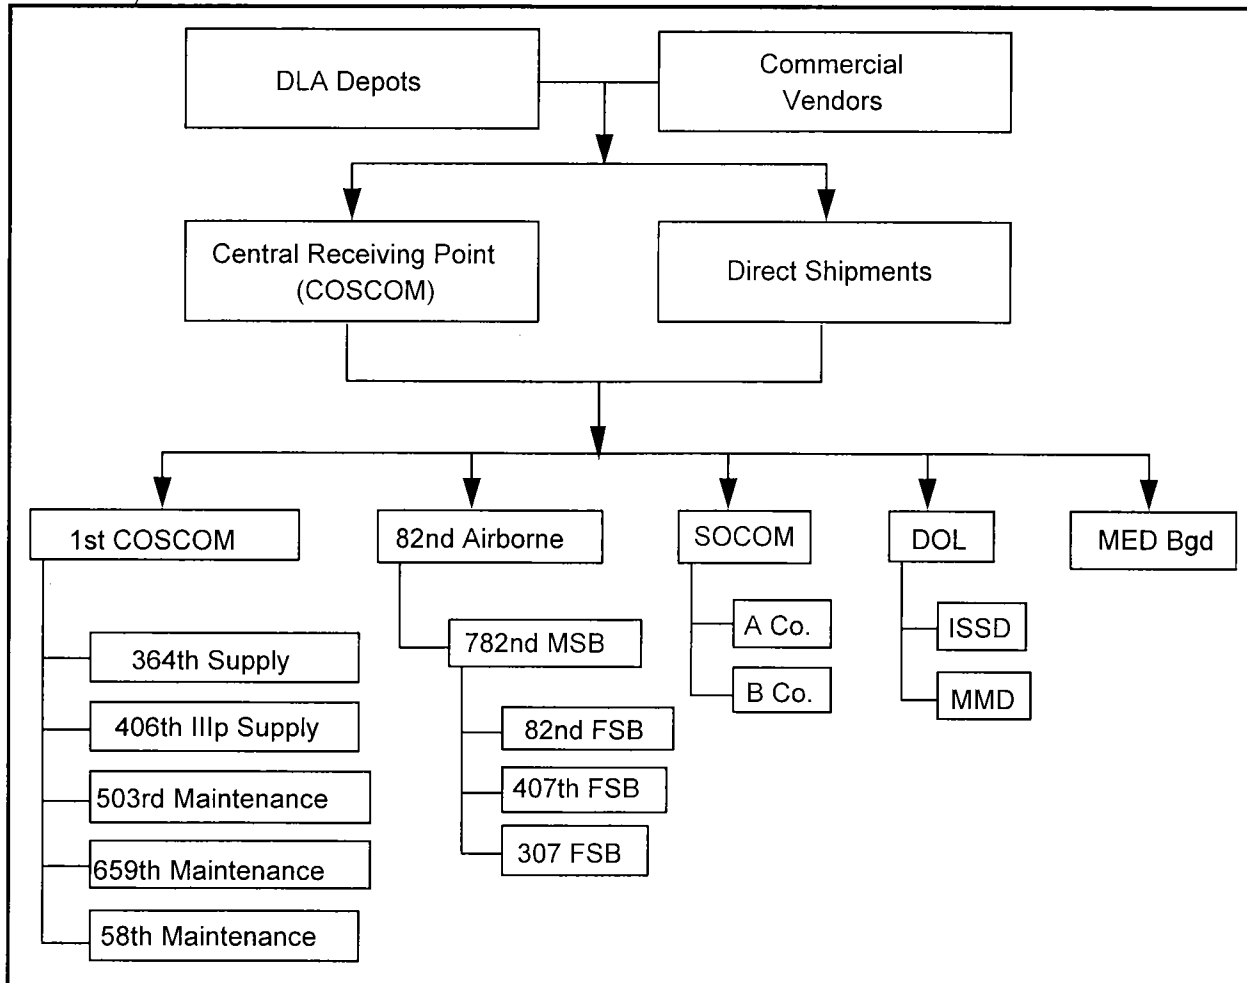 DLA Depots
Commercial
Vendors
Central Receiving Point
(COSCOM)
Direct Shipments
1st COSCOM
82nd Airborne
SOCOM
DOL
MED Bgd
364th Supply
406th IIIp Supply
503rd Maintenance
659th Maintenance
58th Maintenance
782nd MSB
82nd FSB
407th FSB
307 FSB
A Co.
B Co.
ISSD
MMD